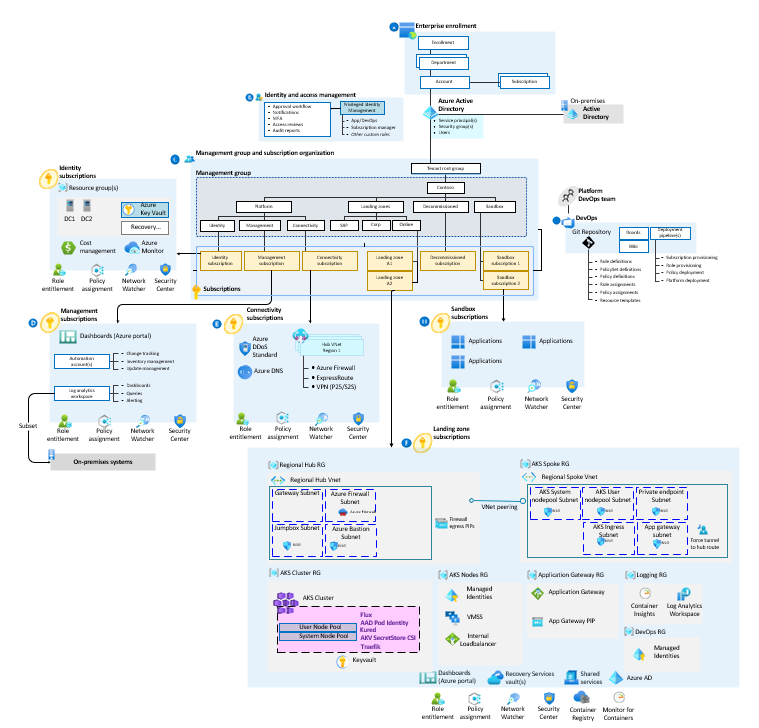 A
Enterprise enrollment
Enrollment
Department
Account
Subscription
B
Identity and access management
Approval workflow
Notifications
MFA
Access reviews
Audit reports
Privileged Identity
Management
App/DevOps
Subscription manager
Other custom roles
Azure Active
Directory
Service principal(s)
Security group(s)
Users
On-premises
Active
Directory
C
Management group and subscription organization
Management group
Tenant root group
Contoso
Platform
Landing zones
Decommissioned
Sandbox
Identity
Management
Connectivity
SAP
Corp
Online
Identity
subscription
Management
subscription
Connectivity
subscription
Landing zone
A1
Landing zone
A2
Decommissioned
subscription
Sandbox
subscription 1
Sandbox
subscription 2
Subscriptions
Identity
subscriptions
Resource group(s)
DC1
DC2
Azure
Key Vault
Recovery...
Cost
management
Azure
Monitor
Role
entitlement
Policy
assignment
Network
Watcher
Security
Center
Platform
DevOps team
DevOps
Git Repository
Boards
Wiki
Deployment
pipeline(s)
Role definitions
PolicySet definitions
Policy definitions
Role assignments
Policy assignments
Resource templates
Subscription provisioning
Role provisioning
Policy deployment
Platform deployment
D
Management
subscriptions
Dashboards (Azure portal)
Automation
account(s)
Change tracking
Inventory management
Update management
Log analytics
workspace
Dashboards
Queries
Alerting
Subset
Role
entitlement
Policy
assignment
Network
Watcher
Security
Center
On-premises systems
E
Connectivity
subscriptions
Azure
DDoS
Standard
Azure DNS
Hub VNet
Region 1
Azure Firewall
ExpressRoute
VPN (P2S/S2S)
Role
entitlement
Policy
assignment
Network
Watcher
Security
Center
H
Sandbox
subscriptions
Applications
Applications
Applications
Role
entitlement
Policy
assignment
Network
Watcher
Security
Center
F
Landing zone
subscriptions
Regional Hub RG
Regional Hub Vnet
Gateway Subnet
Azure Firewall
Subnet
Jumpbox Subnet
NSG
Azure Bastion
Subnet
NSG
Firewall
egress PIPs
VNet peering
AKS Spoke RG
Regional Spoke Vnet
AKS System
nodepool Subnet
NSG
AKS User
nodepool Subnet
NSG
Private endpoint
Subnet
NSG
AKS Ingress
Subnet
NSG
App gateway
subnet
NSG
Force tunnel
to hub route
AKS Cluster RG
AKS Cluster
User Node Pool
System Node Pool
Flux
AAD Pod Identity
Kured
AKV SecretStore CSI
Traefik
Keyvault
AKS Nodes RG
Managed
Identities
VMSS
Internal
Loadbalancer
Application Gateway RG
Application Gateway
App Gateway PIP
Logging RG
Container
Insights
Log Analytics
Workspace
DevOps RG
Managed
Identities
Dashboards
(Azure portal)
Recovery Services
vault(s)
Shared
services
Azure AD
Role
entitlement
Policy
assignment
Network
Watcher
Security
Center
Container
Registry
Monitor for
Containers